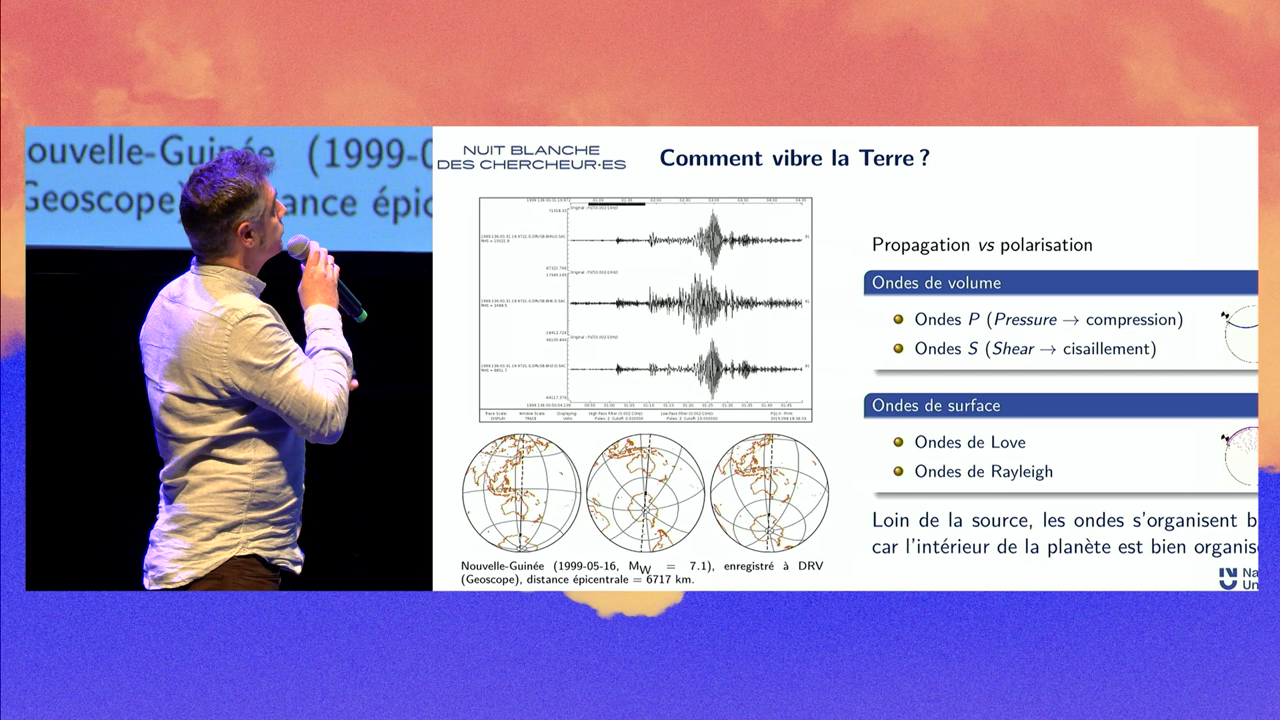 ouvelle-Guinée (1999-0
Geoscope) ance épic
NUIT BLANCHE
DES CHERCHEUR·ES
Comment vibre la Terre ?
Propagation vs polarisation
Ondes de volume
Ondes P (Pressure → compression)
Ondes S (Shear → cisaillement)
Ondes de surface
Ondes de Love
Ondes de Rayleigh
Loin de la source, les ondes s'organisent b
car l'intérieur de la planète est bien organis
Nouvelle-Guinée (1999-05-16, MW = 7.1), enregistré à DRV
(Geoscope), distance épicentrale = 6717 km.
Na
Un